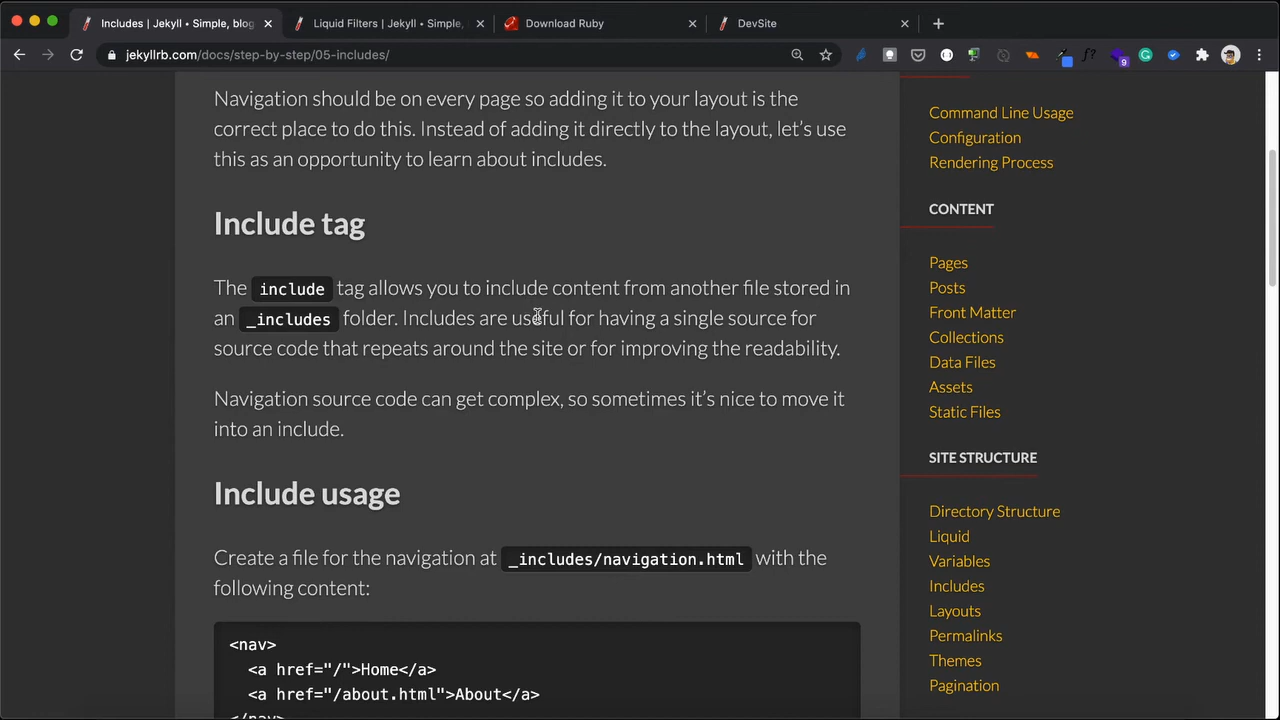 Includes | Jekyll • Simple, blog
Liquid Filters | Jekyll • Simple,
Download Ruby
DevSite
jekyllrb.com/docs/step-by-step/05-includes/
f?
9
Navigation should be on every page so adding it to your layout is the
correct place to do this. Instead of adding it directly to the layout, let’s use
this as an opportunity to learn about includes.
Include tag
The include tag allows you to include content from another file stored in
an _includes folder. Includes are useful for having a single source for
source code that repeats around the site or for improving the readability.
Navigation source code can get complex, so sometimes it’s nice to move it
into an include.
Include usage
Create a file for the navigation at _includes/navigation.html with the
following content:
<nav>
<a href="/">Home</a>
<a href="/about.html">About</a>
</nav>
Command Line Usage
Configuration
Rendering Process
CONTENT
Pages
Posts
Front Matter
Collections
Data Files
Assets
Static Files
SITE STRUCTURE
Directory Structure
Liquid
Variables
Includes
Layouts
Permalinks
Themes
Pagination